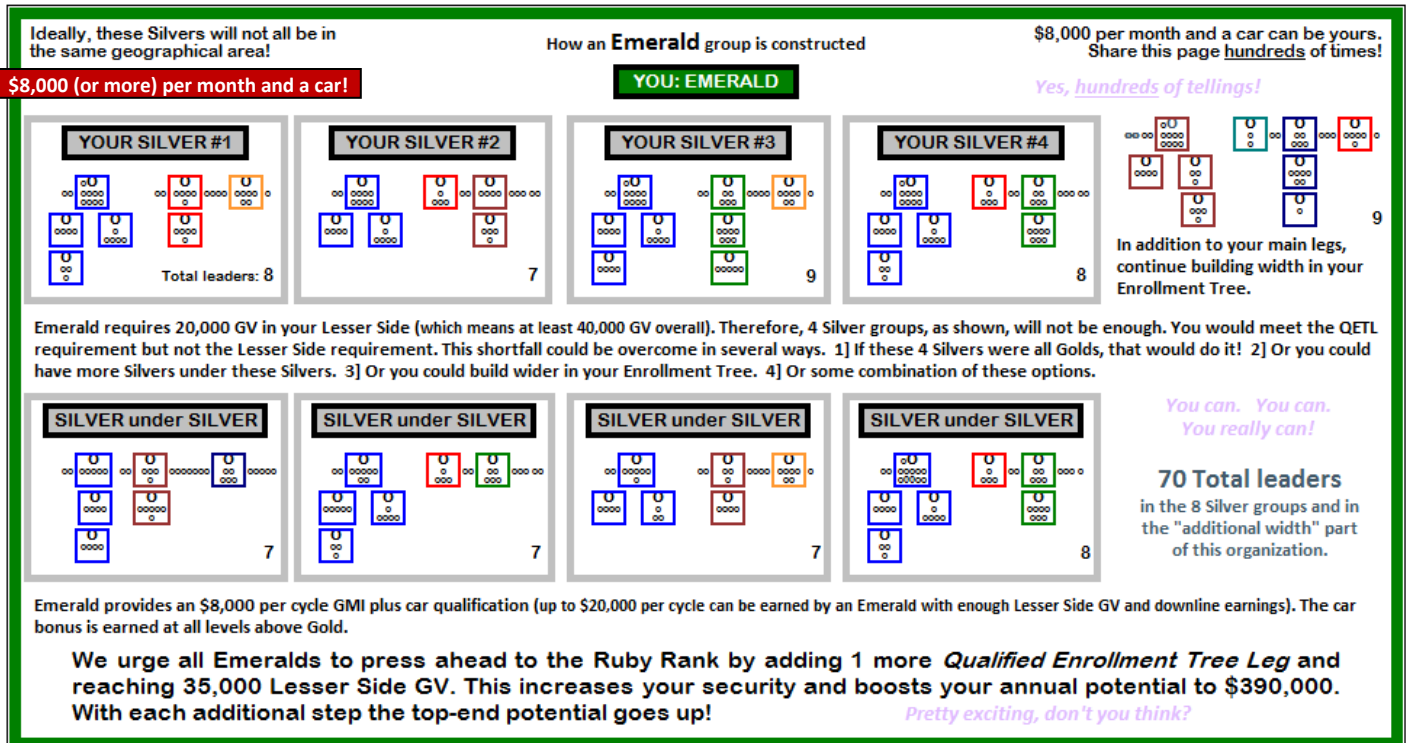 Ideally, these Silvers will not all be in
the same geographical area!
How an Emerald group is constructed
$8,000 per month and a car can be yours.
Share this page hundreds of times!
$8,000 (or more) per month and a car!
YOU: EMERALD
Yes, hundreds of tellings!
YOUR SILVER #1
YOUR SILVER #2
YOUR SILVER #3
YOUR SILVER #4
Total leaders: 8
7
9
8
9
In addition to your main legs,
continue building width in your
Enrollment Tree.
Emerald requires 20,000 GV in your Lesser Side (which means at least 40,000 GV overall). Therefore, 4 Silver groups, as shown, will not be enough. You would meet the QETL
requirement but not the Lesser Side requirement. This shortfall could be overcome in several ways. 1] If these 4 Silvers were all Golds, that would do it! 2] Or you could
have more Silvers under these Silvers. 3] Or you could build wider in your Enrollment Tree. 4] Or some combination of these options.
SILVER under SILVER
SILVER under SILVER
SILVER under SILVER
SILVER under SILVER
7
7
7
8
You can. You can.
You really can!
70 Total leaders
in the 8 Silver groups and in
the "additional width" part
of this organization.
Emerald provides an $8,000 per cycle GMI plus car qualification (up to $20,000 per cycle can be earned by an Emerald with enough Lesser Side GV and downline earnings). The car
bonus is earned at all levels above Gold.
We urge all Emeralds to press ahead to the Ruby Rank by adding 1 more Qualified Enrollment Tree Leg and
reaching 35,000 Lesser Side GV. This increases your security and boosts your annual potential to $390,000.
With each additional step the top-end potential goes up!
Pretty exciting, don't you think?